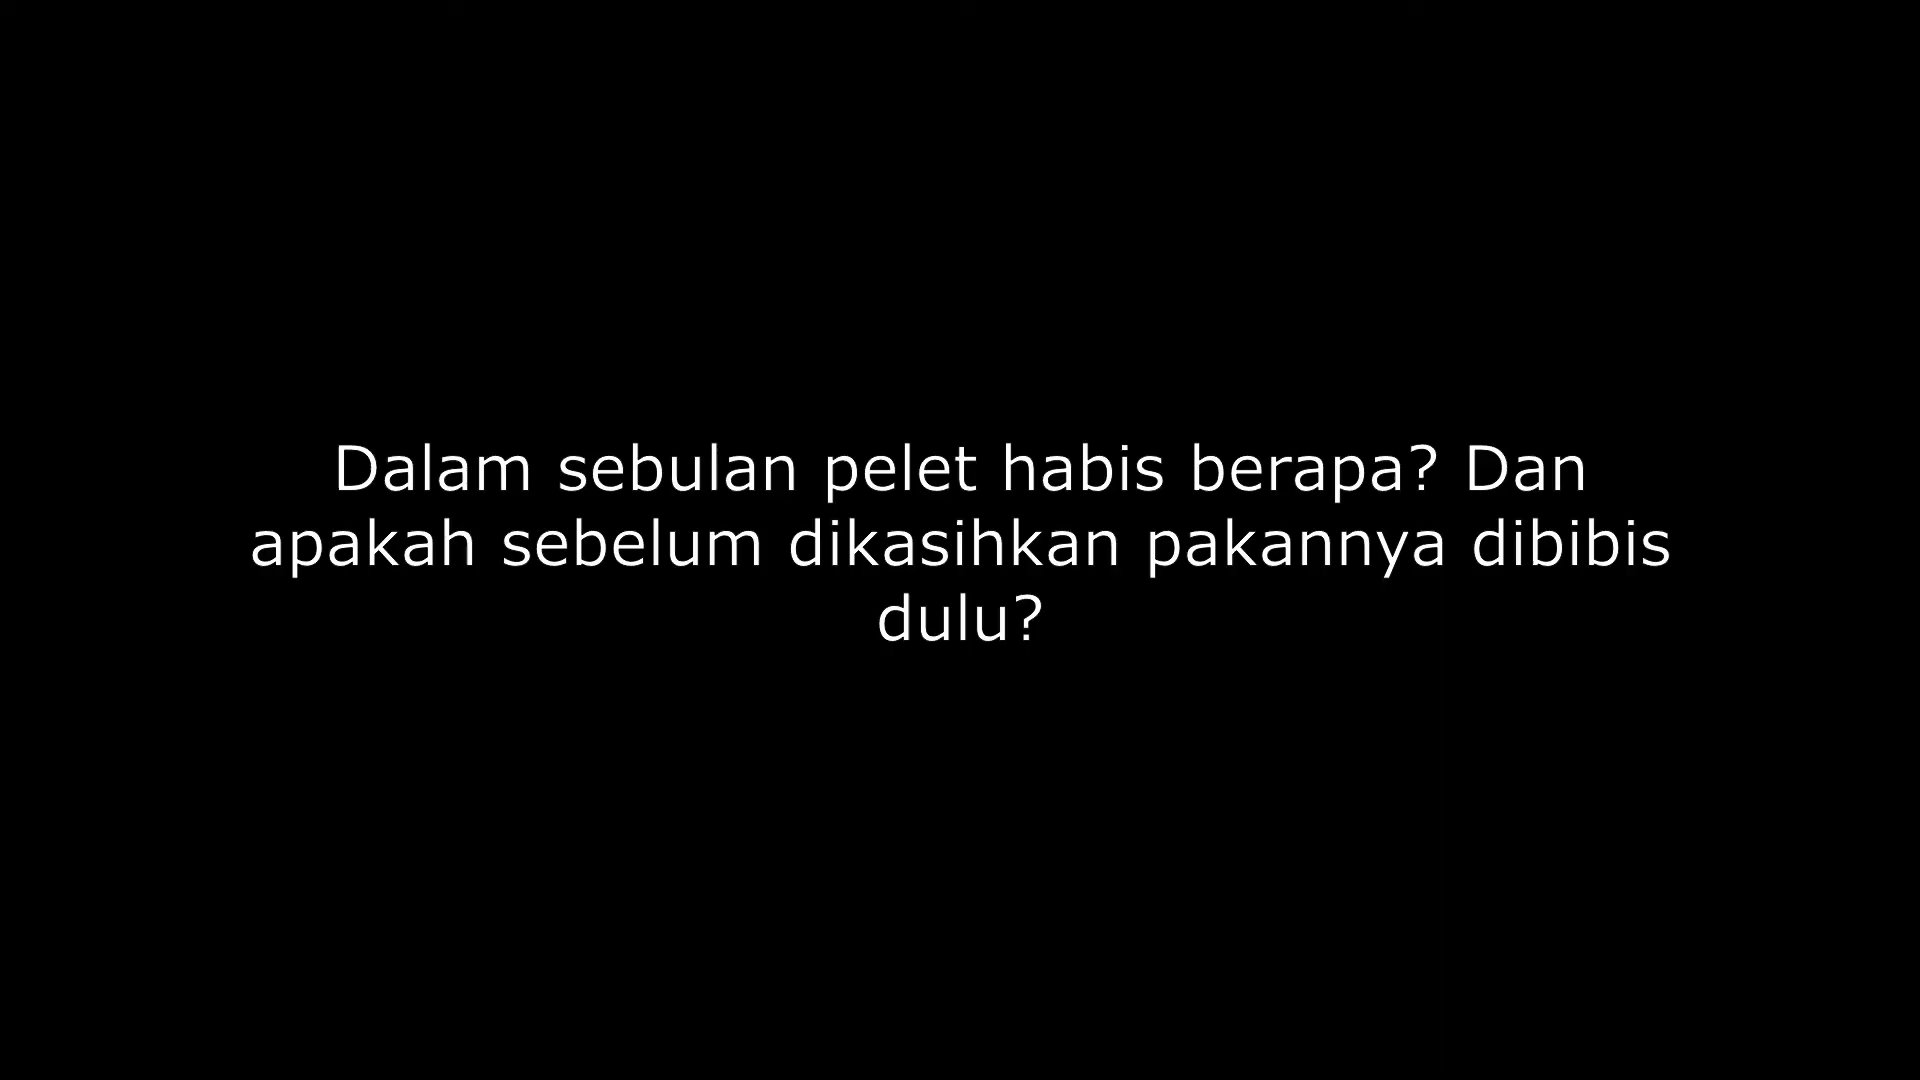 Dalam sebulan pelet habis berapa? Dan
apakah sebelum dikasihkan pakannya dibibis
dulu?